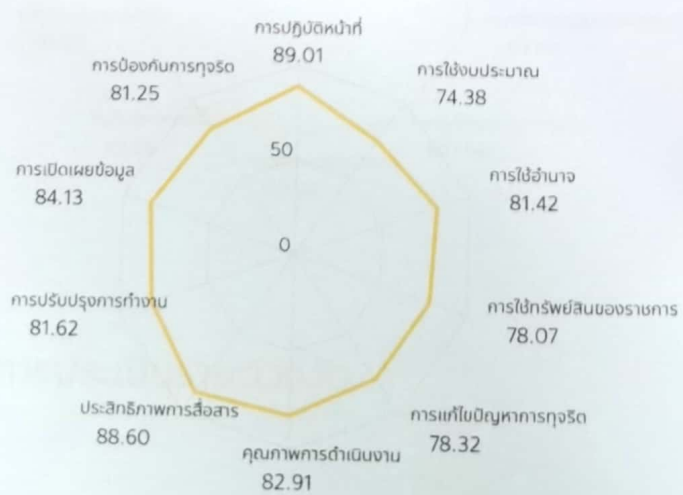 การปฏิบัติหน้าที่
89.01
การใช้งบประมาณ
74.38
การใช้อำนาจ
81.42
การใช้ทรัพย์สินของราชการ
78.07
การแก้ไขปัญหาการทุจริต
78.32
คุณภาพการดำเนินงาน
82.91
ประสิทธิภาพการสื่อสาร
88.60
การปรับปรุงการทำงาน
81.62
การเปิดเผยข้อมูล
84.13
การป้องกันการทุจริต
81.25
50
0